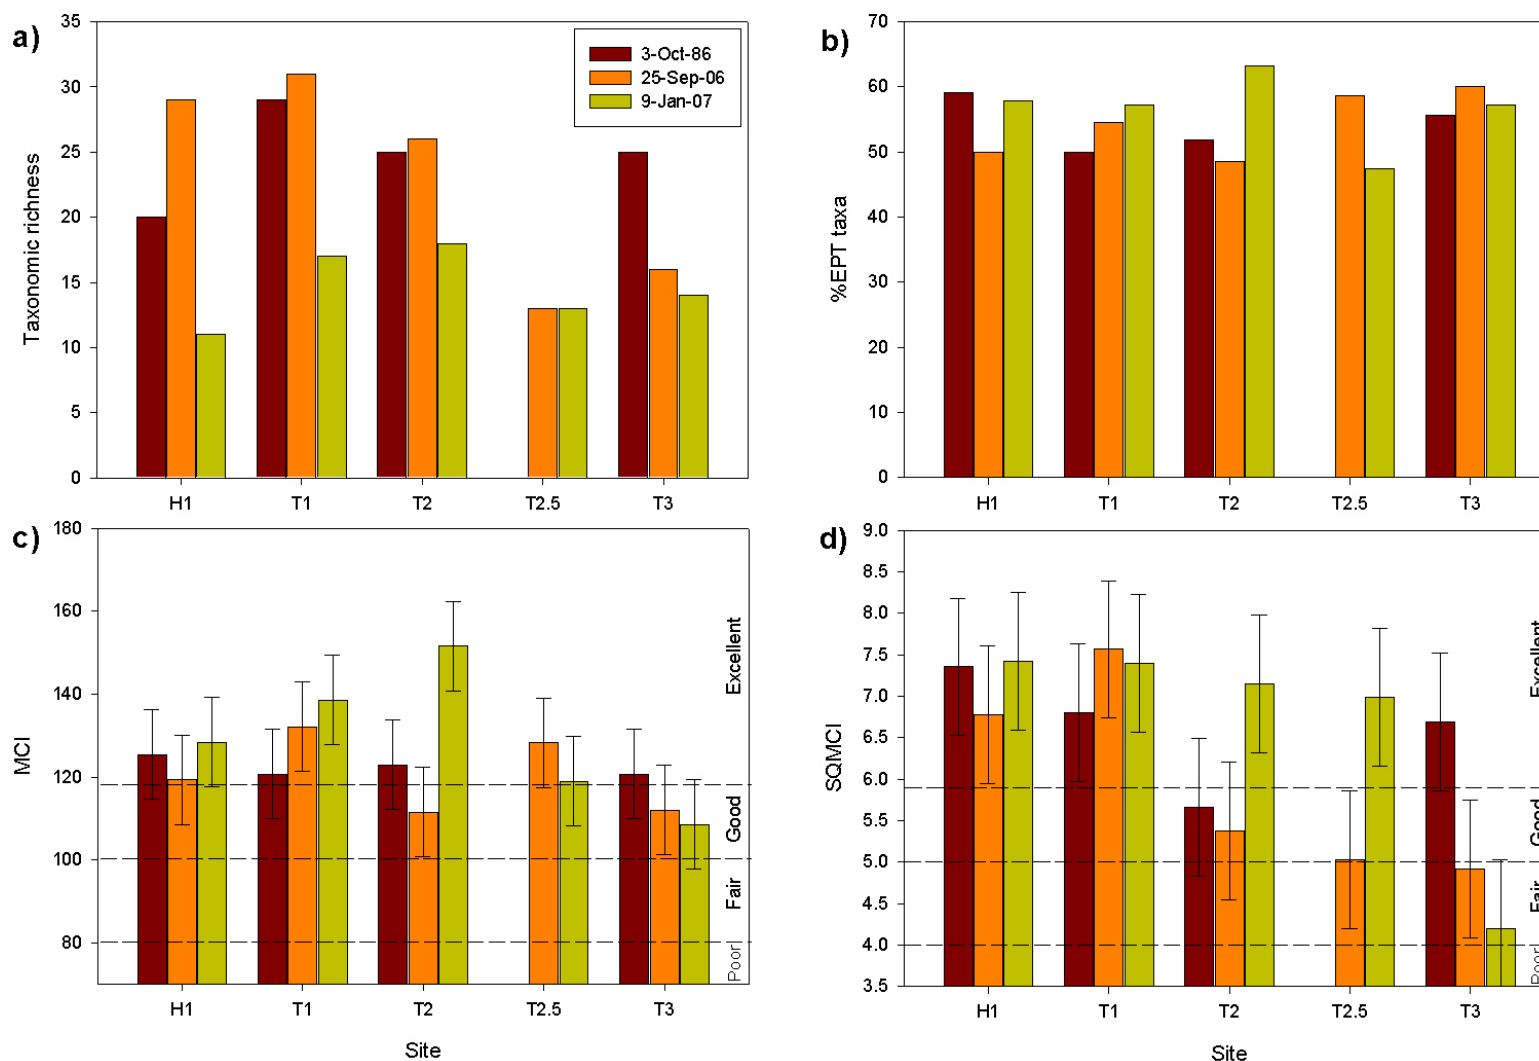 a)
35
30
25
20
15
10
5
0
Taxonomic richness
3-Oct-86
25-Sep-06
9-Jan-07
H1 T1 T2 T2.5 T3
b)
70
60
50
40
30
20
10
0
%EPT taxa
H1 T1 T2 T2.5 T3
c)
180
160
140
120
100
80
MCI
Excellent
Good
Fair
Poor
H1 T1 T2 T2.5 T3
Site
d)
9.0
8.5
8.0
7.5
7.0
6.5
6.0
5.5
5.0
4.5
4.0
3.5
SQMCI
Excellent
Good
Fair
Poor
H1 T1 T2 T2.5 T3
Site